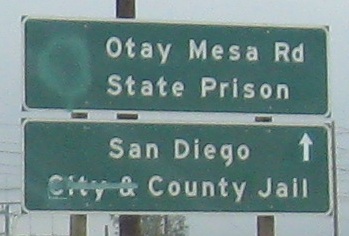 Otay Mesa Rd
State Prison
San Diego
City & County Jail